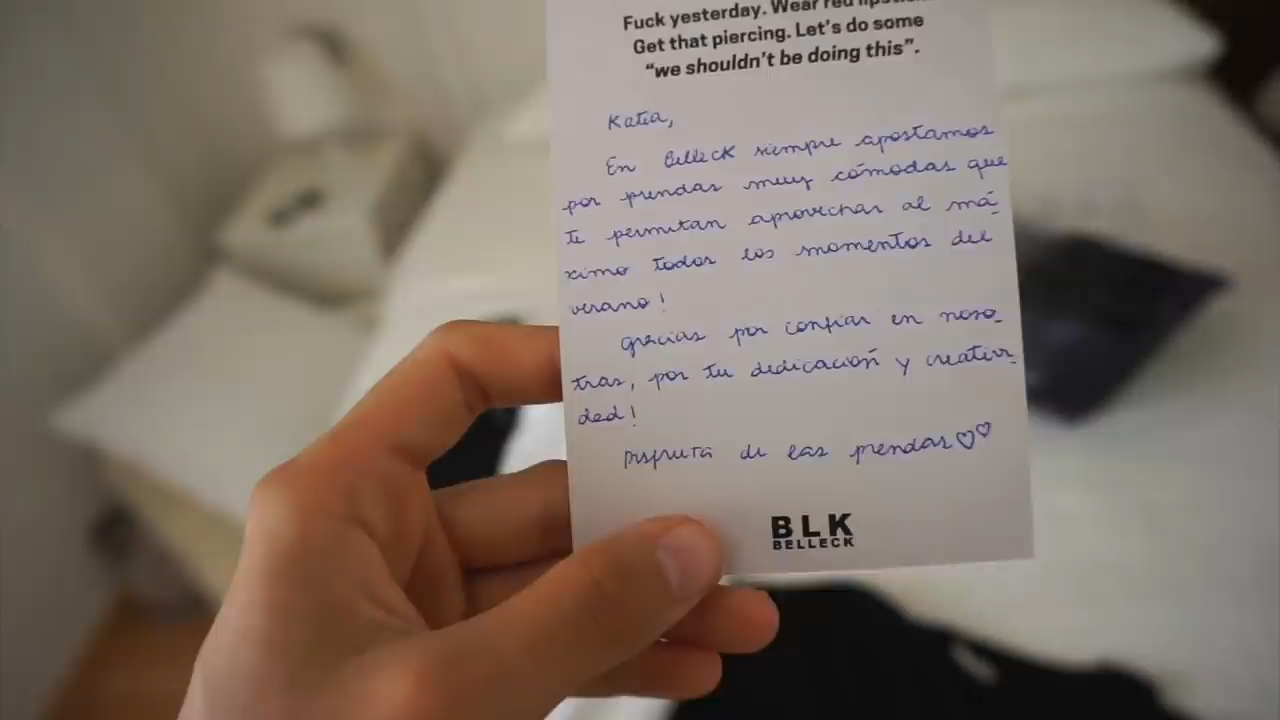 Fuck yesterday. Wear red
Get that piercing. Let's do some
“we shouldn't be doing this”.
Katia,
En Belleck siempre apostamos
por prendas muy cómodas que
te permitan aprovechar al má-
ximo todos los momentos del
verano!
gracias por confiar en noso-
tras, por tu dedicación y creativi-
dad!
Disfruta de las prendas♡♡
BLK
BELLECK